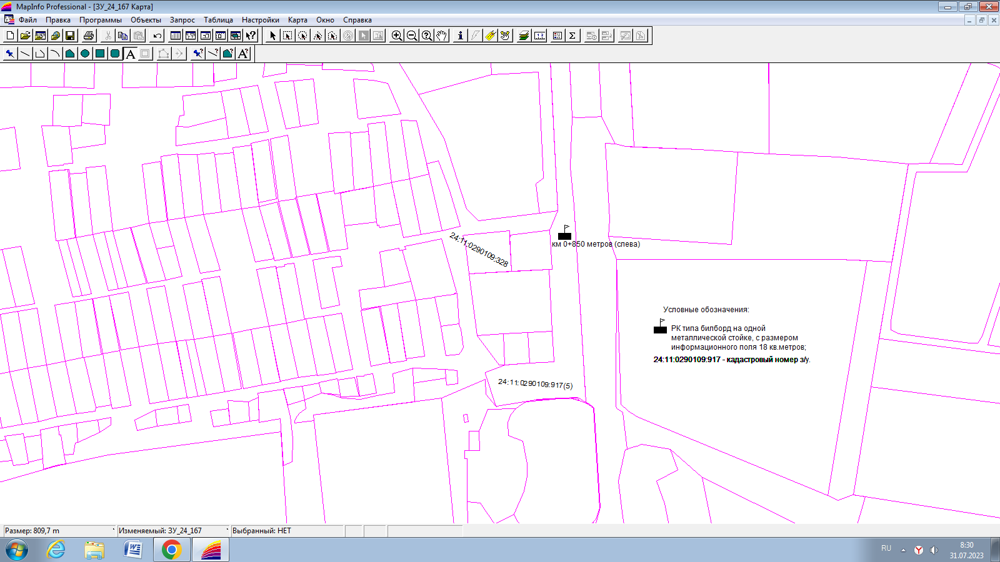 MapInfo Professional - [ЗУ_24_167 Карта]
Файл Правка Программы Объекты Запрос Таблица Настройки Карта Окно Справка
24:11:0290109:328
км 0+850 метров (слева)
Условные обозначения:
РК типа билборд на одной
металлической стойке, с размером
информационного поля 18 кв.метров;
24:11:0290109:917 - кадастровый номер з/у.
24:11:0290109:917(5)
Размер: 809,7 m Изменяемый: ЗУ_24_167 Выбранный: НЕТ
RU
8:30
31.07.2023